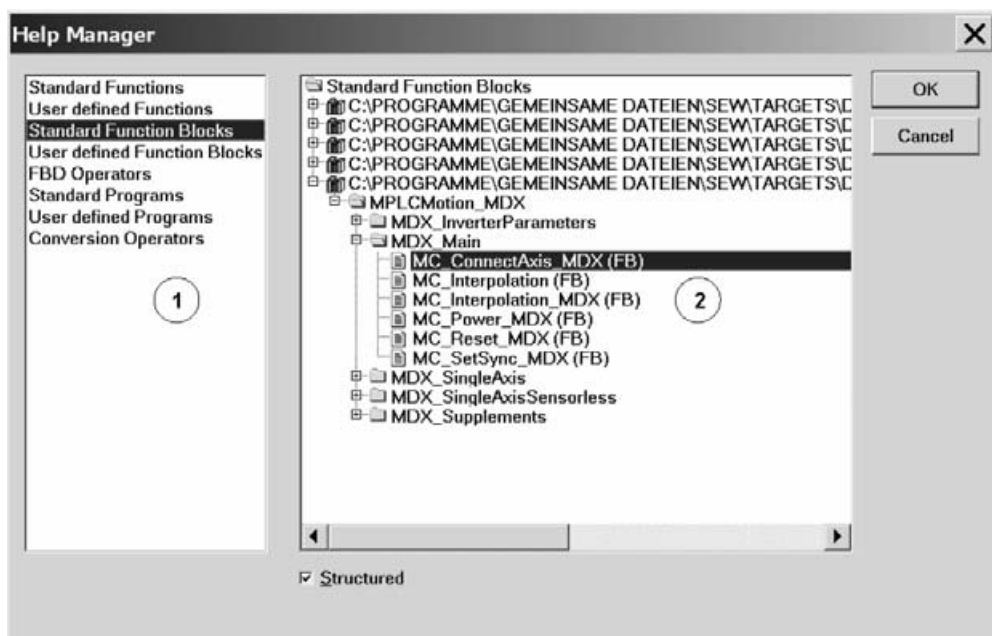 Help Manager
Standard Functions
User defined Functions
Standard Function Blocks
User defined Function Blocks
FBD Operators
Standard Programs
User defined Programs
Conversion Operators
1
Standard Function Blocks
C:\PROGRAMME\GEMEINSAME DATEIEN\SEW\TARGETS\D
C:\PROGRAMME\GEMEINSAME DATEIEN\SEW\TARGETS\D
C:\PROGRAMME\GEMEINSAME DATEIEN\SEW\TARGETS\D
C:\PROGRAMME\GEMEINSAME DATEIEN\SEW\TARGETS\D
C:\PROGRAMME\GEMEINSAME DATEIEN\SEW\TARGETS\D
MPLCMotion_MDX
MDX_InverterParameters
MDX_Main
MC_ConnectAxis_MDX (FB)
MC_Interpolation (FB)
MC_Interpolation_MDX (FB)
MC_Power_MDX (FB)
MC_Reset_MDX (FB)
MC_SetSync_MDX (FB)
MDX_SingleAxis
MDX_SingleAxisSensorless
MDX_Supplements
2
Structured
OK
Cancel